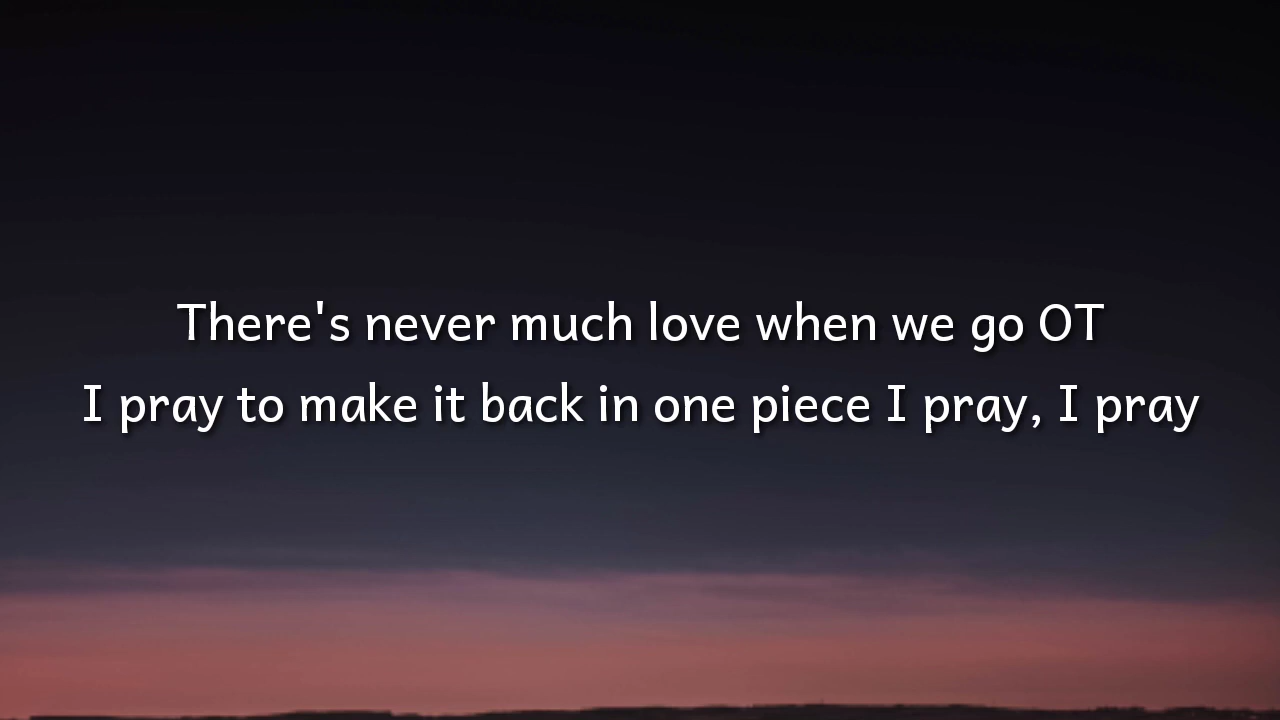 There's never much love when we go OT
I pray to make it back in one piece I pray, I pray